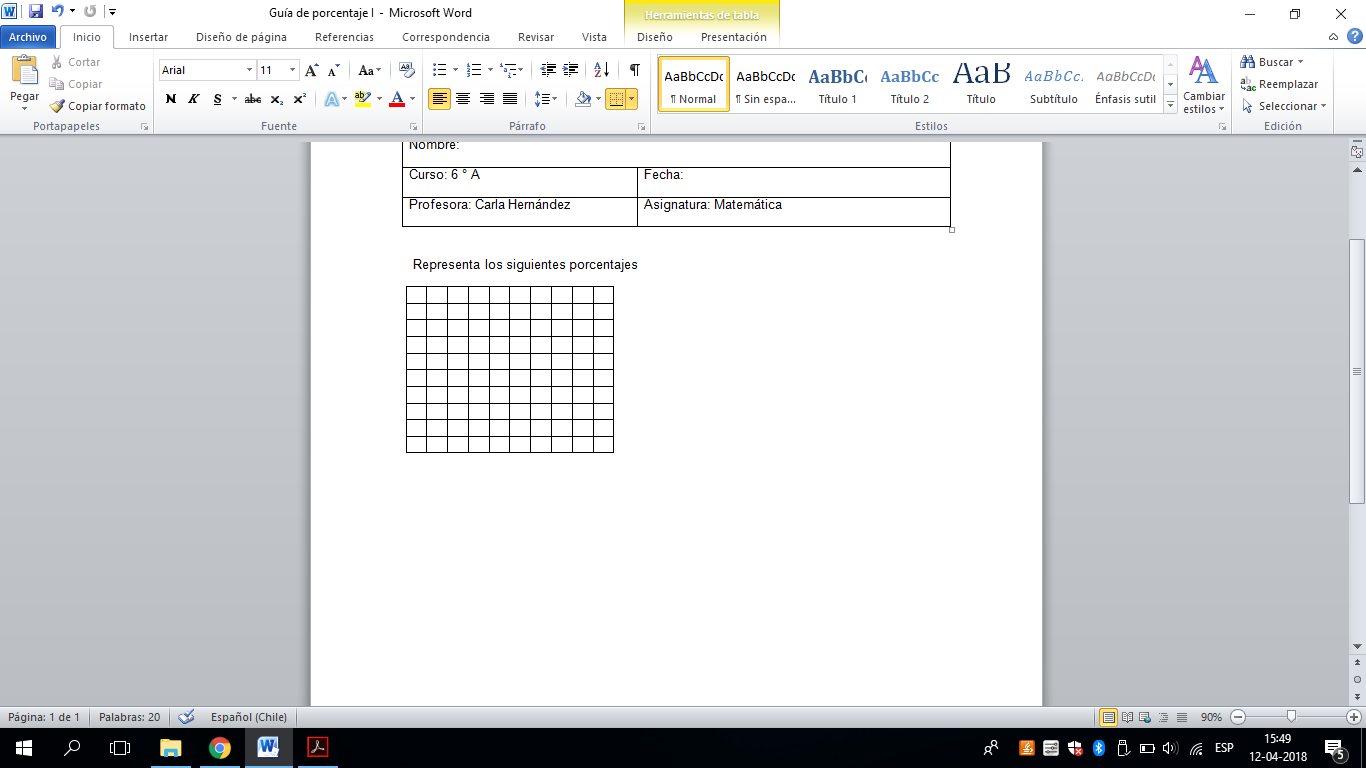 Guía de porcentaje I - Microsoft Word
Herramientas de tabla
Archivo Inicio Insertar Diseño de página Referencias Correspondencia Revisar Vista Diseño Presentación
Pegar
Cortar
Copiar
Copiar formato
Portapapeles
Arial 11
N K S abc x₂ x²
Fuente
Párrafo
AaBbCcDc AaBbCcDc AaBbC AaBbCc AaB AaBbCc. AaBbCcDc
¶ Normal ¶ Sin espa... Título 1 Título 2 Título Subtítulo Énfasis sutil
Cambiar estilos
Estilos
Buscar
Reemplazar
Seleccionar
Edición
Nombre:
Curso: 6 ° A Fecha:
Profesora: Carla Hernández Asignatura: Matemática
Representa los siguientes porcentajes
Página: 1 de 1 Palabras: 20 Español (Chile) 90%
ESP
15:49
12-04-2018
5